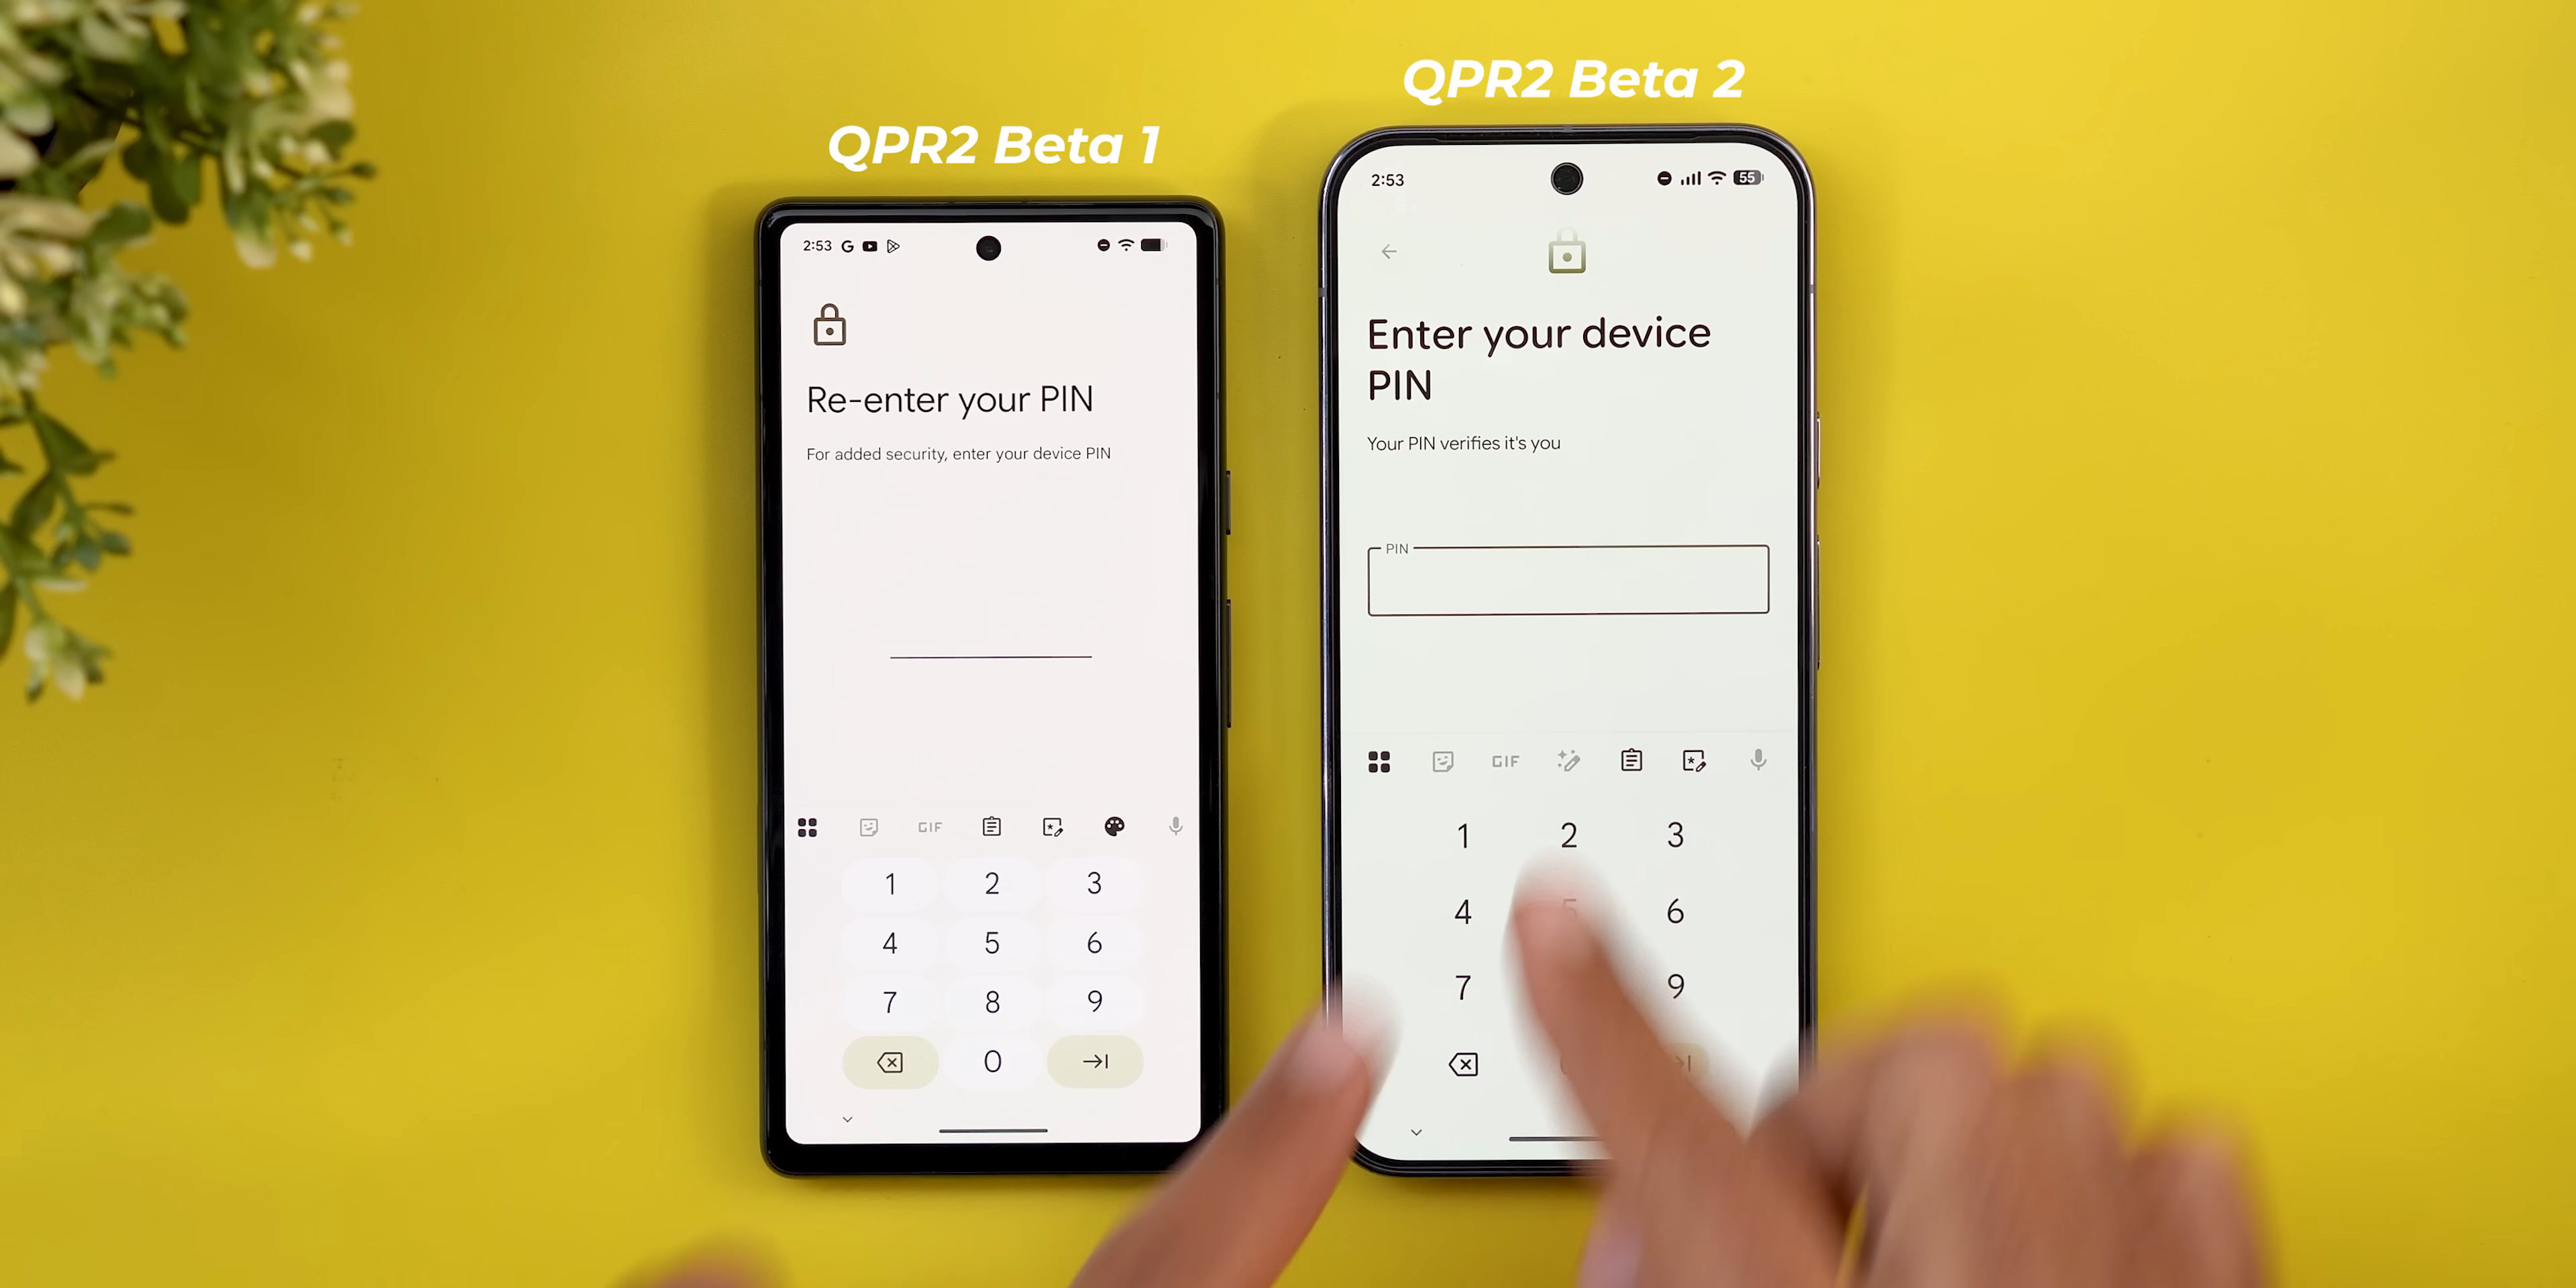 QPR2 Beta 1
2:53
Re-enter your PIN
For added security, enter your device PIN
GIF
1 2 3
4 5 6
7 8 9
0
QPR2 Beta 2
2:53
55
Enter your device
PIN
Your PIN verifies it's you
PIN
GIF
1 2 3
4 5 6
7 9